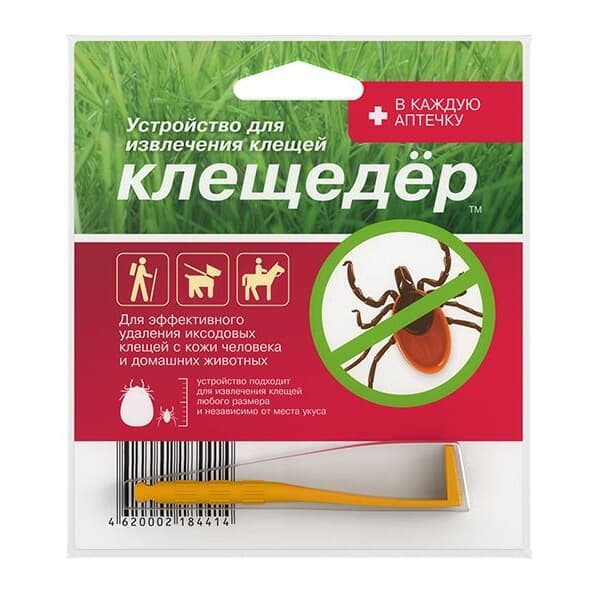 В КАЖДУЮ
АПТЕЧКУ
Устройство для
извлечения клещей
клещедёр
TM
Для эффективного
удаления иксодовых
клещей с кожи человека
и домашних животных
устройство подходит
для извлечения клещей
любого размера
и независимо от места укуса
4 620002 184414